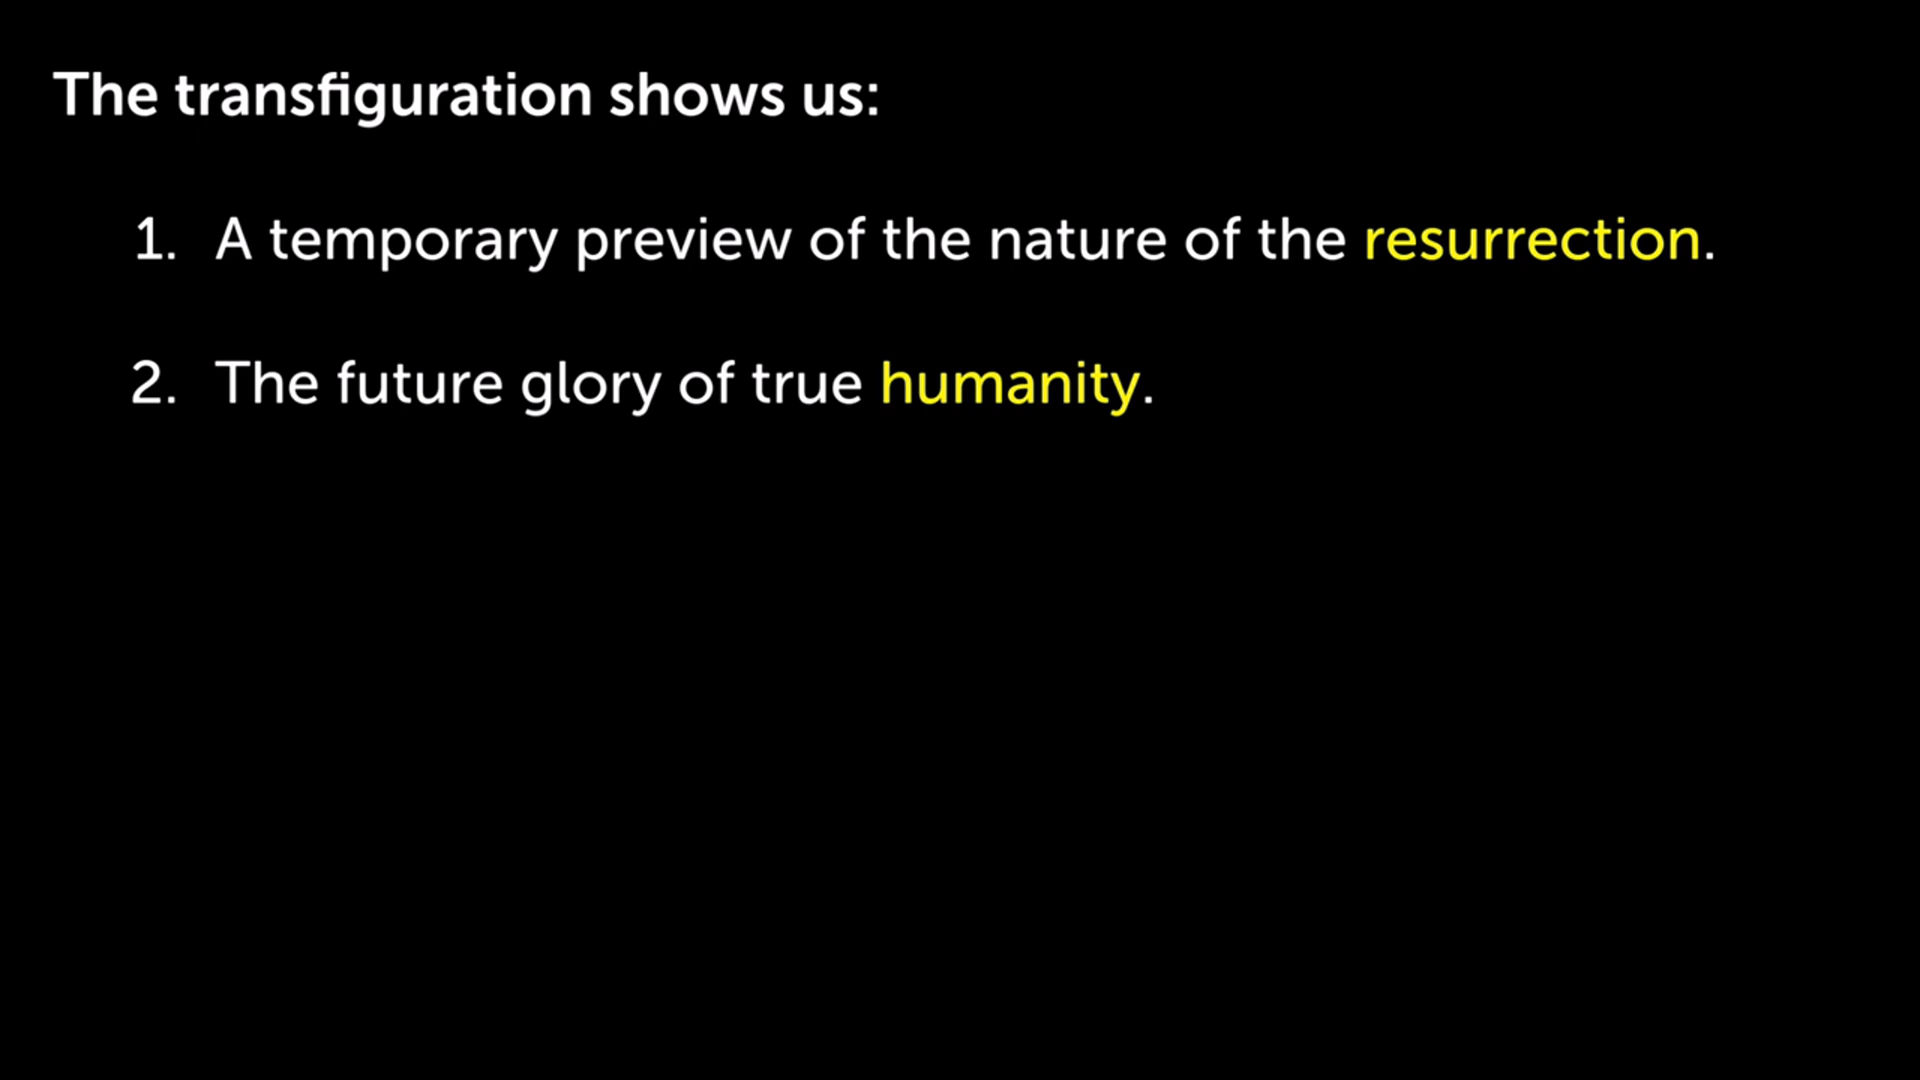 The transfiguration shows us:
1. A temporary preview of the nature of the resurrection.
2. The future glory of true humanity.